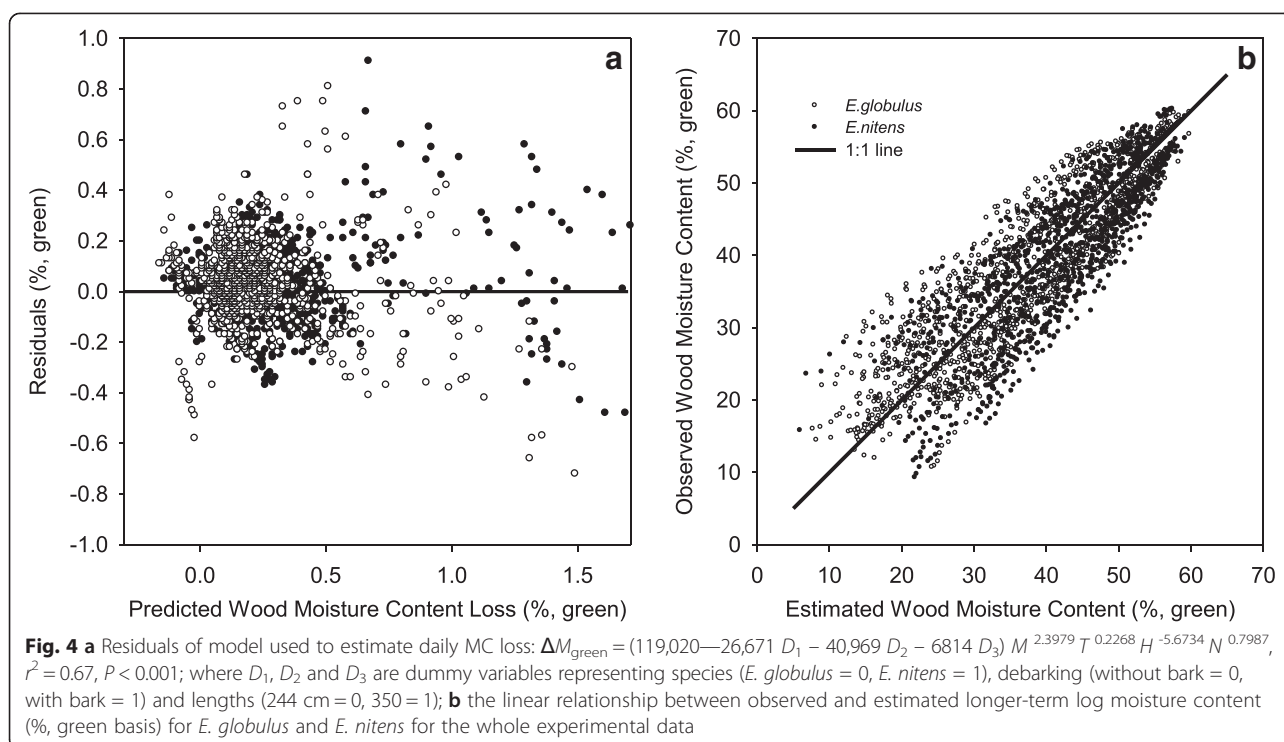 a
1.0
0.8
0.6
0.4
0.2
0.0
-0.2
-0.4
-0.6
-0.8
-1.0
Residuals (%, green)
0.0 0.5 1.0 1.5
Predicted Wood Moisture Content Loss (%, green)
b
70
60
50
40
30
20
10
0
Observed Wood Moisture Content (%, green)
E.globulus
E.nitens
1:1 line
0 10 20 30 40 50 60 70
Estimated Wood Moisture Content (%, green)
Fig. 4 a Residuals of model used to estimate daily MC loss: ΔMgreen = (119,020—26,671 D1 – 40,969 D2 – 6814 D3) M 2.3979 T 0.2268 H -5.6734 N 0.7987,
r2 = 0.67, P < 0.001; where D1, D2 and D3 are dummy variables representing species (E. globulus = 0, E. nitens = 1), debarking (without bark = 0,
with bark = 1) and lengths (244 cm = 0, 350 = 1); b the linear relationship between observed and estimated longer-term log moisture content
(%, green basis) for E. globulus and E. nitens for the whole experimental data